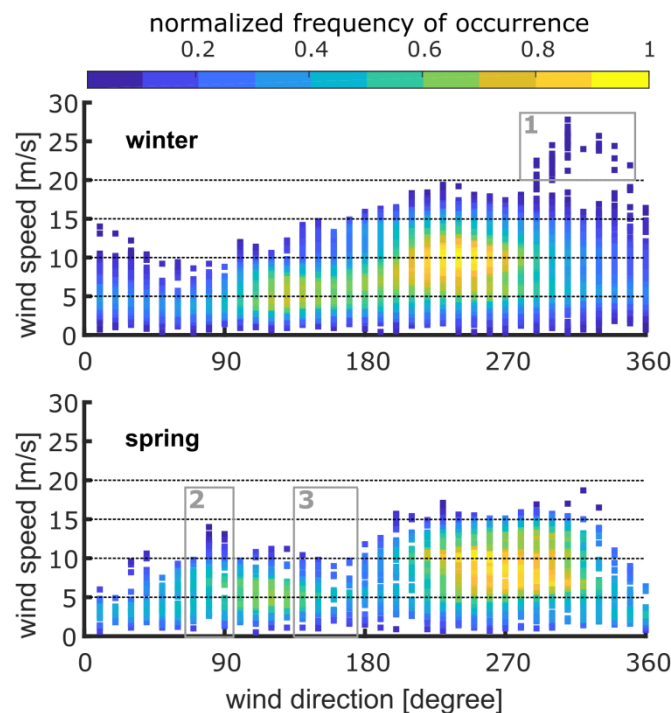 normalized frequency of occurrence
0.2 0.4 0.6 0.8 1
30
1
winter
25
20
15
10
5
0
wind speed [m/s]
0 90 180 270 360
30
spring
25
20
2 3
15
10
5
0
wind speed [m/s]
0 90 180 270 360
wind direction [degree]